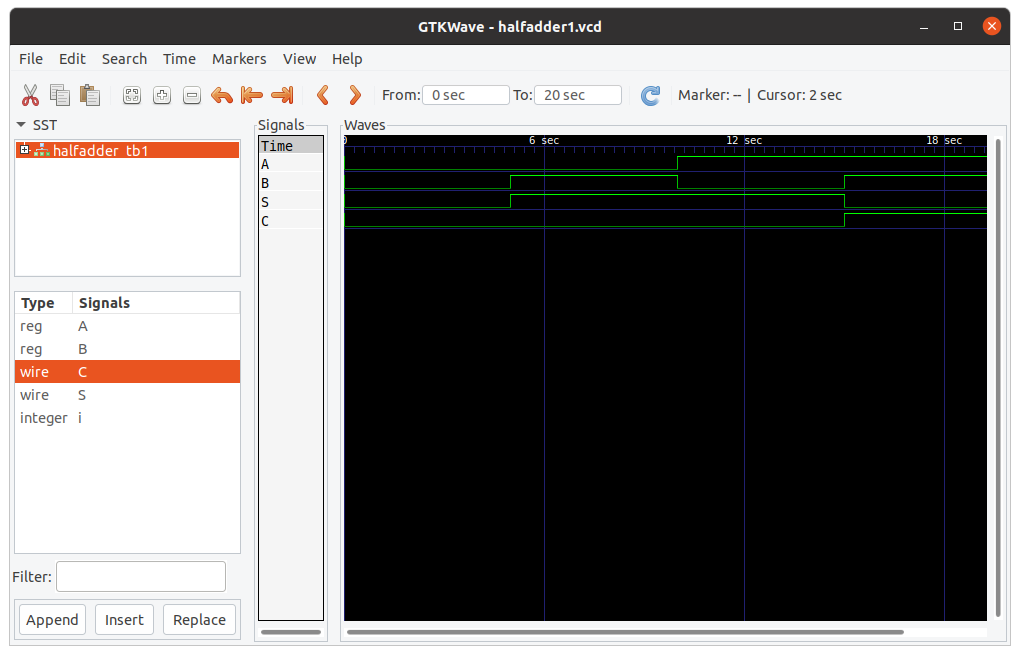 GTKWave - halfadder1.vcd
File Edit Search Time Markers View Help
From: 0 sec To: 20 sec Marker: -- | Cursor: 2 sec
SST
halfadder_tb1
Type Signals
reg A
reg B
wire C
wire S
integer i
Filter:
Append Insert Replace
Signals
Time
A
B
S
C
Waves
0 6 sec 12 sec 18 sec